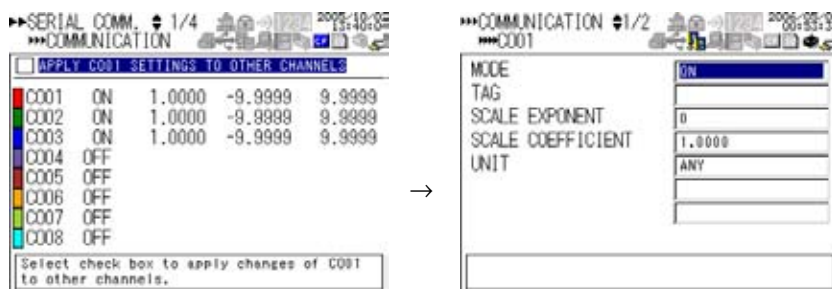 SERIAL COMM. 1/4
COMMUNICATION
APPLY C001 SETTINGS TO OTHER CHANNELS
C001 ON 1.0000 -9.9999 9.9999
C002 ON 1.0000 -9.9999 9.9999
C003 ON 1.0000 -9.9999 9.9999
C004 OFF
C005 OFF
C006 OFF
C007 OFF
C008 OFF
Select check box to apply changes of C001
to other channels.
→
COMMUNICATION 1/2
C001
MODE ON
TAG
SCALE EXPONENT 0
SCALE COEFFICIENT 1.0000
UNIT ANY